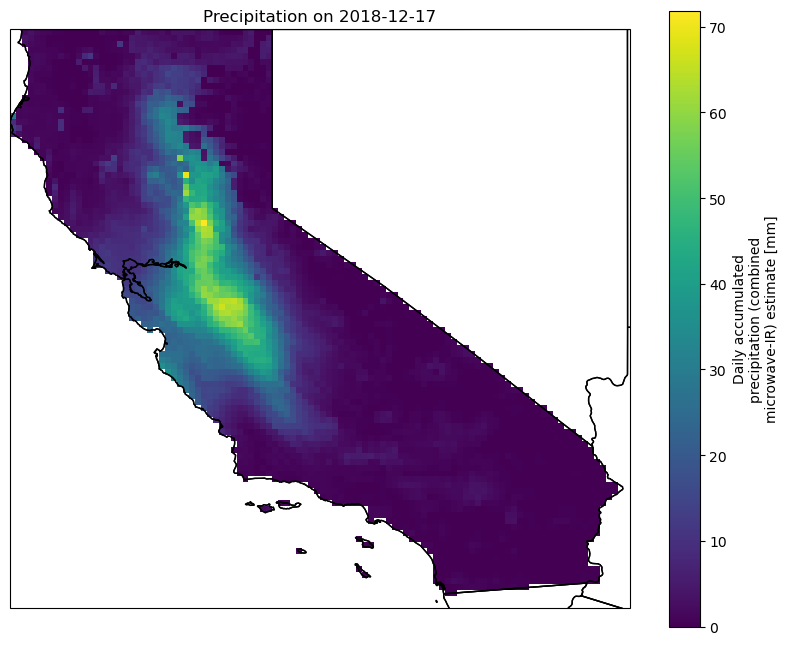 Precipitation on 2018-12-17
70
60
50
40
30
20
10
0
Daily accumulated
precipitation (combined
microwave-IR) estimate [mm]